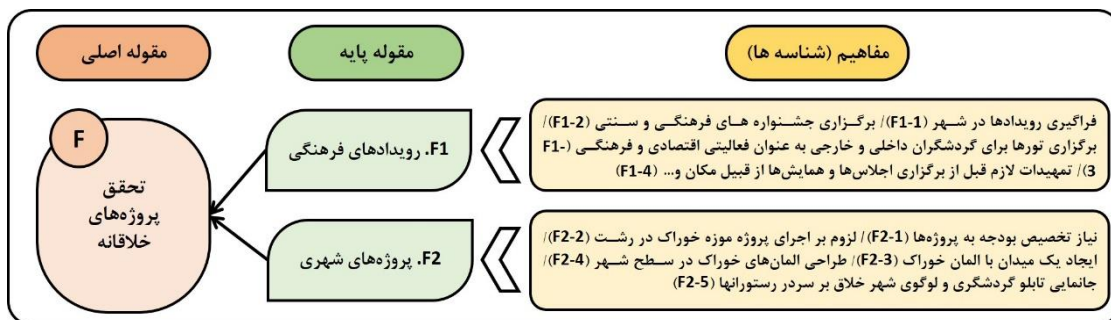 مفاهیم (شناسه ها)
مقوله پایه
مقوله اصلی
فراگیری رویدادها در شهر (F1-1)/ برگزاری جشنواره های فرهنگی و سنتی (F1-2)/
برگزاری تورها برای گردشگران داخلی و خارجی به عنوان فعالیتی اقتصادی و فرهنگی (F1-
3)/ تمهیدات لازم قبل از برگزاری اجلاس‌ها و همایش‌ها از قبیل مکان و... (F1-4)
F1. رویدادهای فرهنگی
F
تحقق
پروژه‌های
خلاقانه
نیاز تخصیص بودجه به پروژه‌ها (F2-1)/ لزوم بر اجرای پروژه موزه خوراک در رشت (F2-2)/
ایجاد یک میدان با المان خوراک (F2-3)/ طراحی المان‌های خوراک در سطح شهر (F2-4)/
جانمایی تابلو گردشگری و لوگوی شهر خلاق بر سردر رستورانها (F2-5)
F2. پروژه‌های شهری